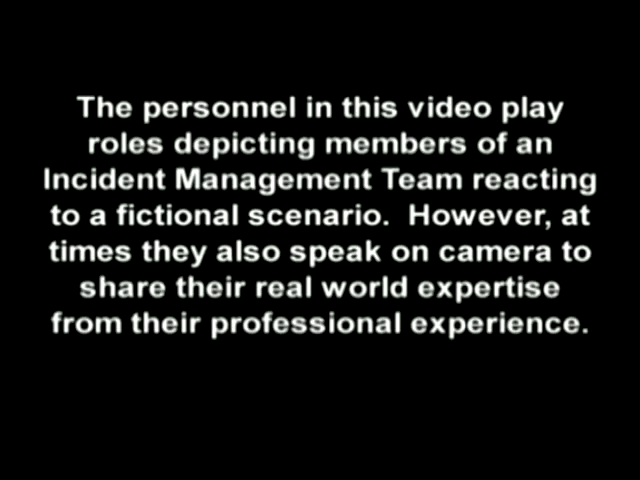 The personnel in this video play
roles depicting members of an
Incident Management Team reacting
to a fictional scenario.  However, at
times they also speak on camera to
share their real world expertise
from their professional experience.